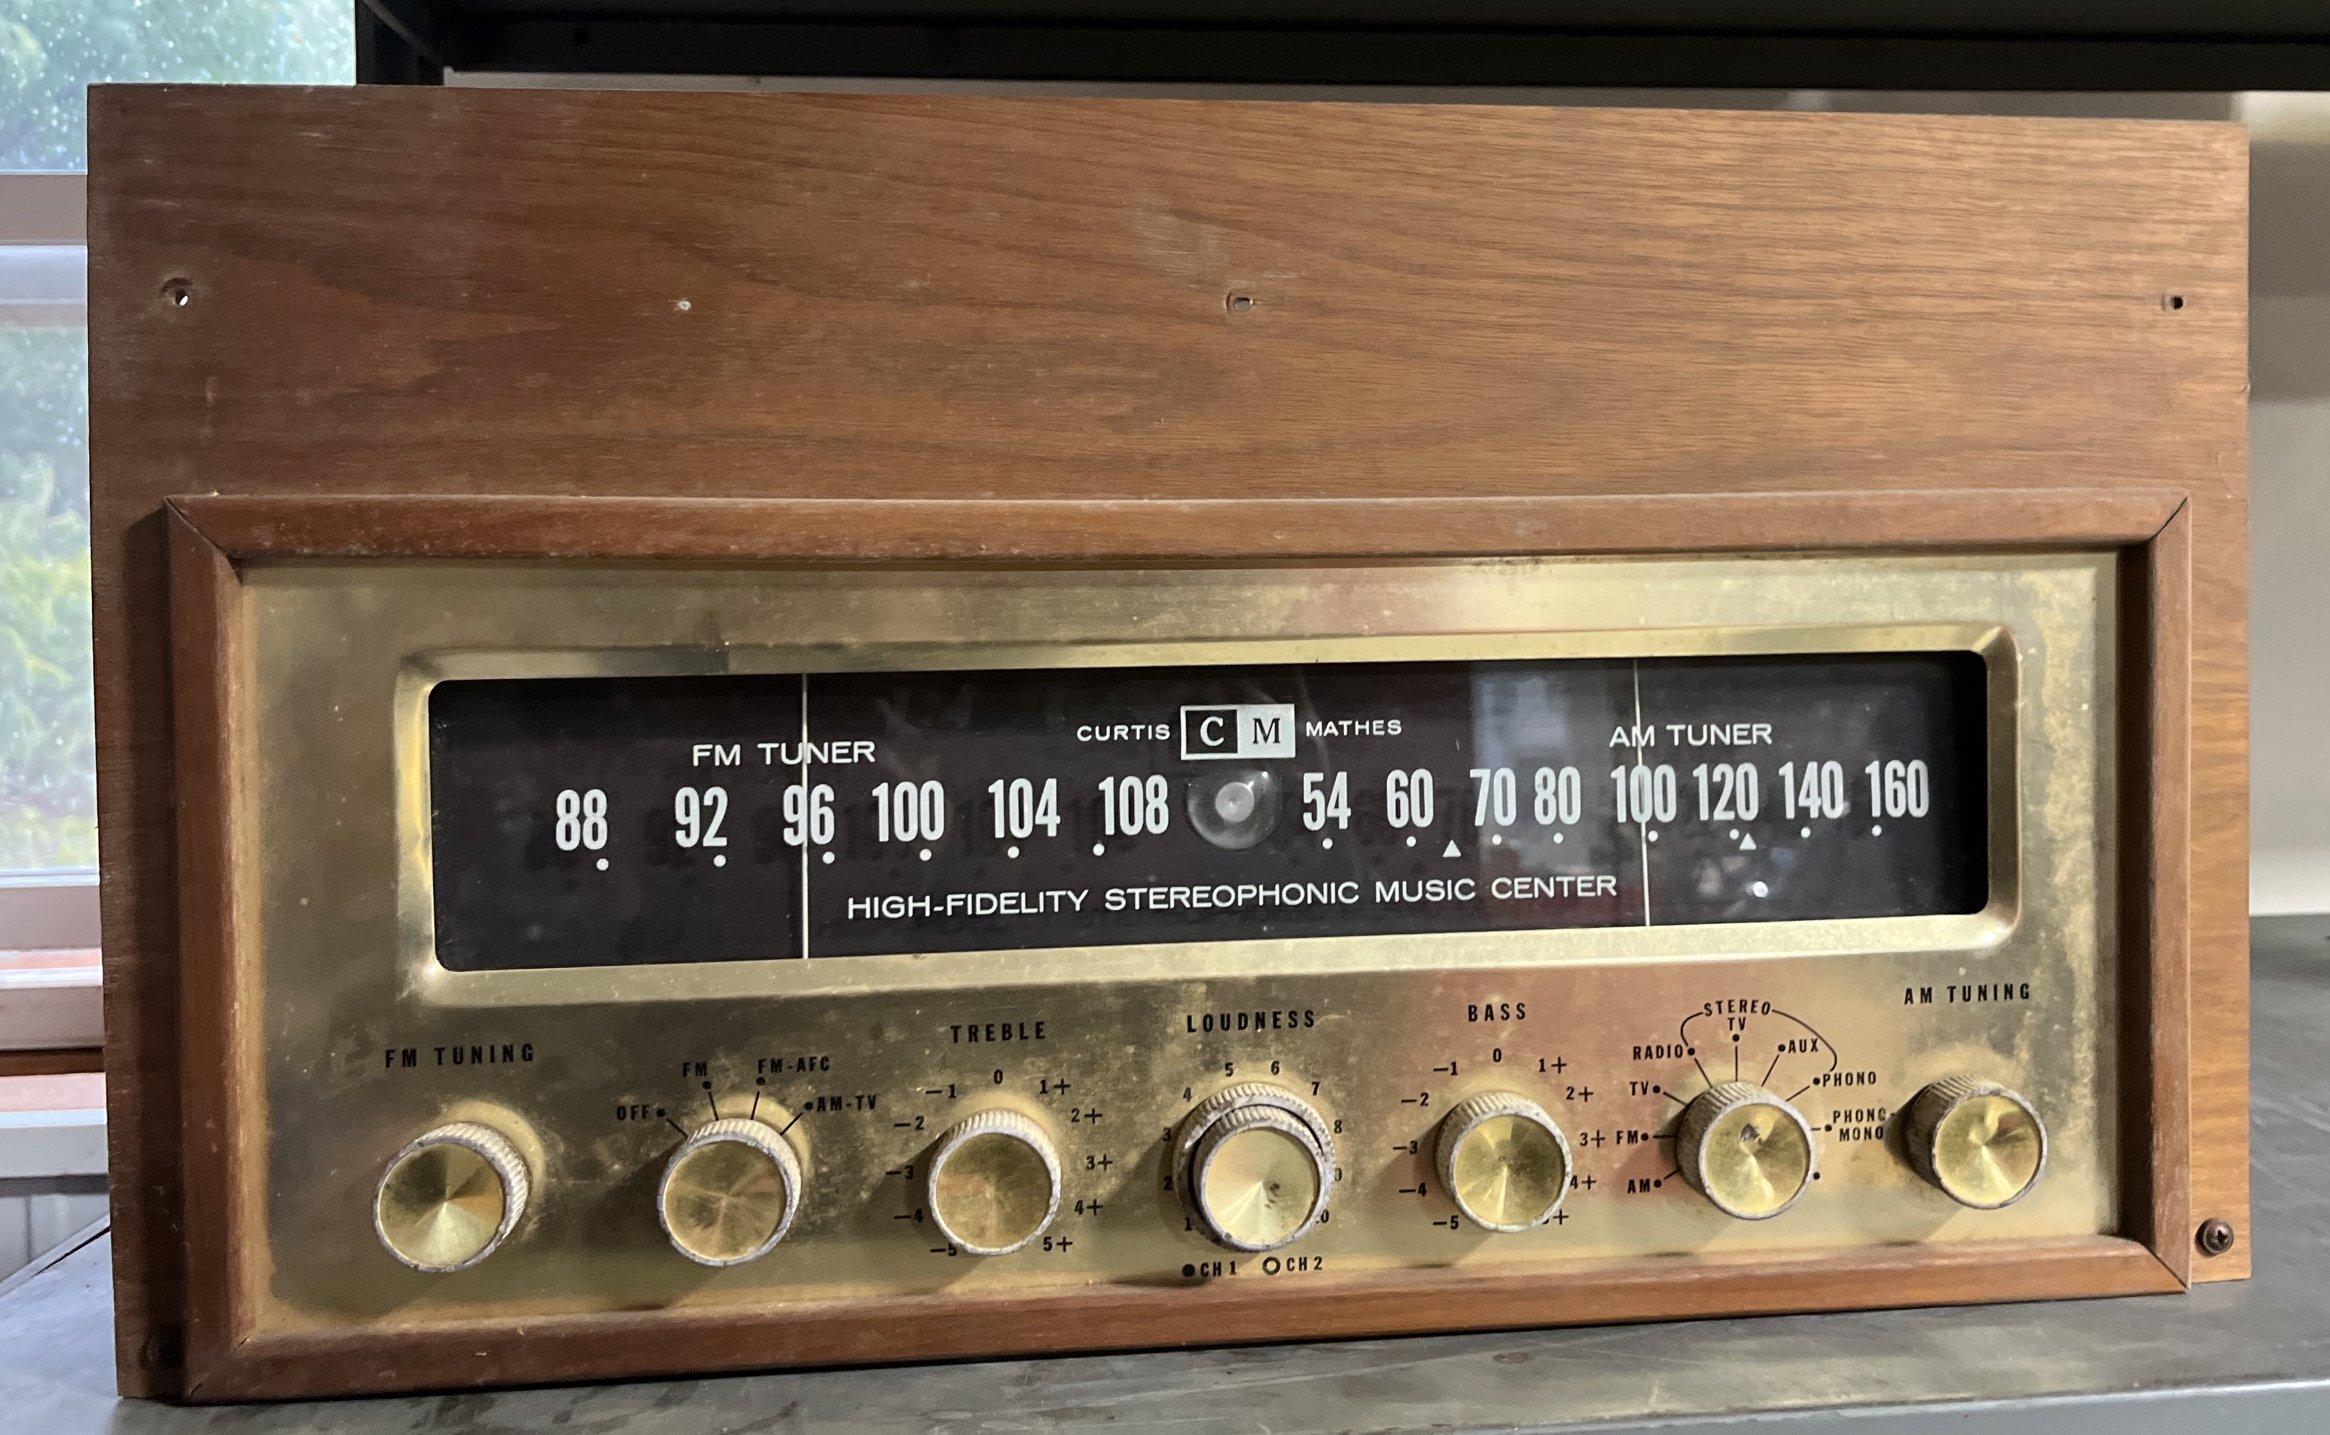 CURTIS C M MATHES
FM TUNER
AM TUNER
88 92 96 100 104 108
54 60 70 80 100 120 140 160
HIGH-FIDELITY STEREOPHONIC MUSIC CENTER
FM TUNING
OFF FM FM-AFC AM-TV
TREBLE
-5 -4 -3 -2 -1 0 1+ 2+ 3+ 4+ 5+
LOUDNESS
1 2 3 4 5 6 7 8
CH 1 CH 2
BASS
-5 -4 -3 -2 -1 0 1+ 2+ 3+ 4+
STEREO
AM FM TV RADIO TV AUX PHONO
PHONO-
MONO
AM TUNING